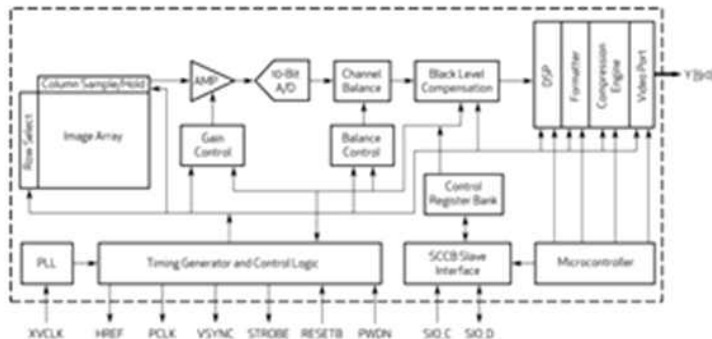 Column Sample/Hold
Row Select
Image Array
AMP
10-Bit
A/D
Channel
Balance
Black Level
Compensation
DSP
Formatter
Compression
Engine
Video Port
Gain
Control
Balance
Control
Control
Register Bank
PLL
Timing Generator and Control Logic
SCCB Slave
Interface
Microcontroller
XVCLK
HREF
PCLK
VSYNC
STROBE
RESETB
PWDN
SIO_C
SIO_D